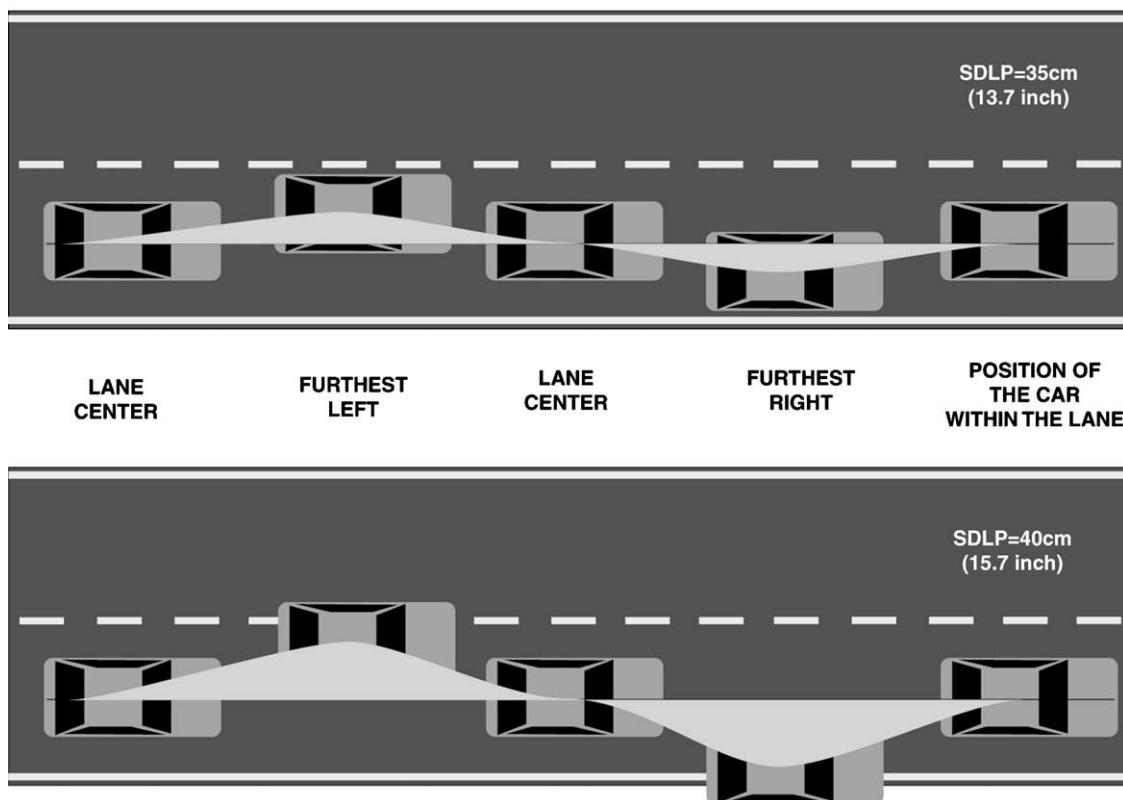 SDLP=35cm
(13.7 inch)
LANE
CENTER
FURTHEST
LEFT
LANE
CENTER
FURTHEST
RIGHT
POSITION OF
THE CAR
WITHIN THE LANE
SDLP=40cm
(15.7 inch)